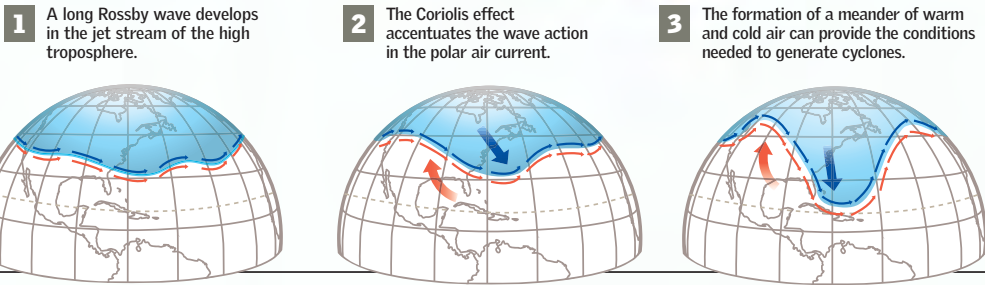 1
A long Rossby wave develops
in the jet stream of the high
troposphere.
2
The Coriolis effect
accentuates the wave action
in the polar air current.
3
The formation of a meander of warm
and cold air can provide the conditions
needed to generate cyclones.